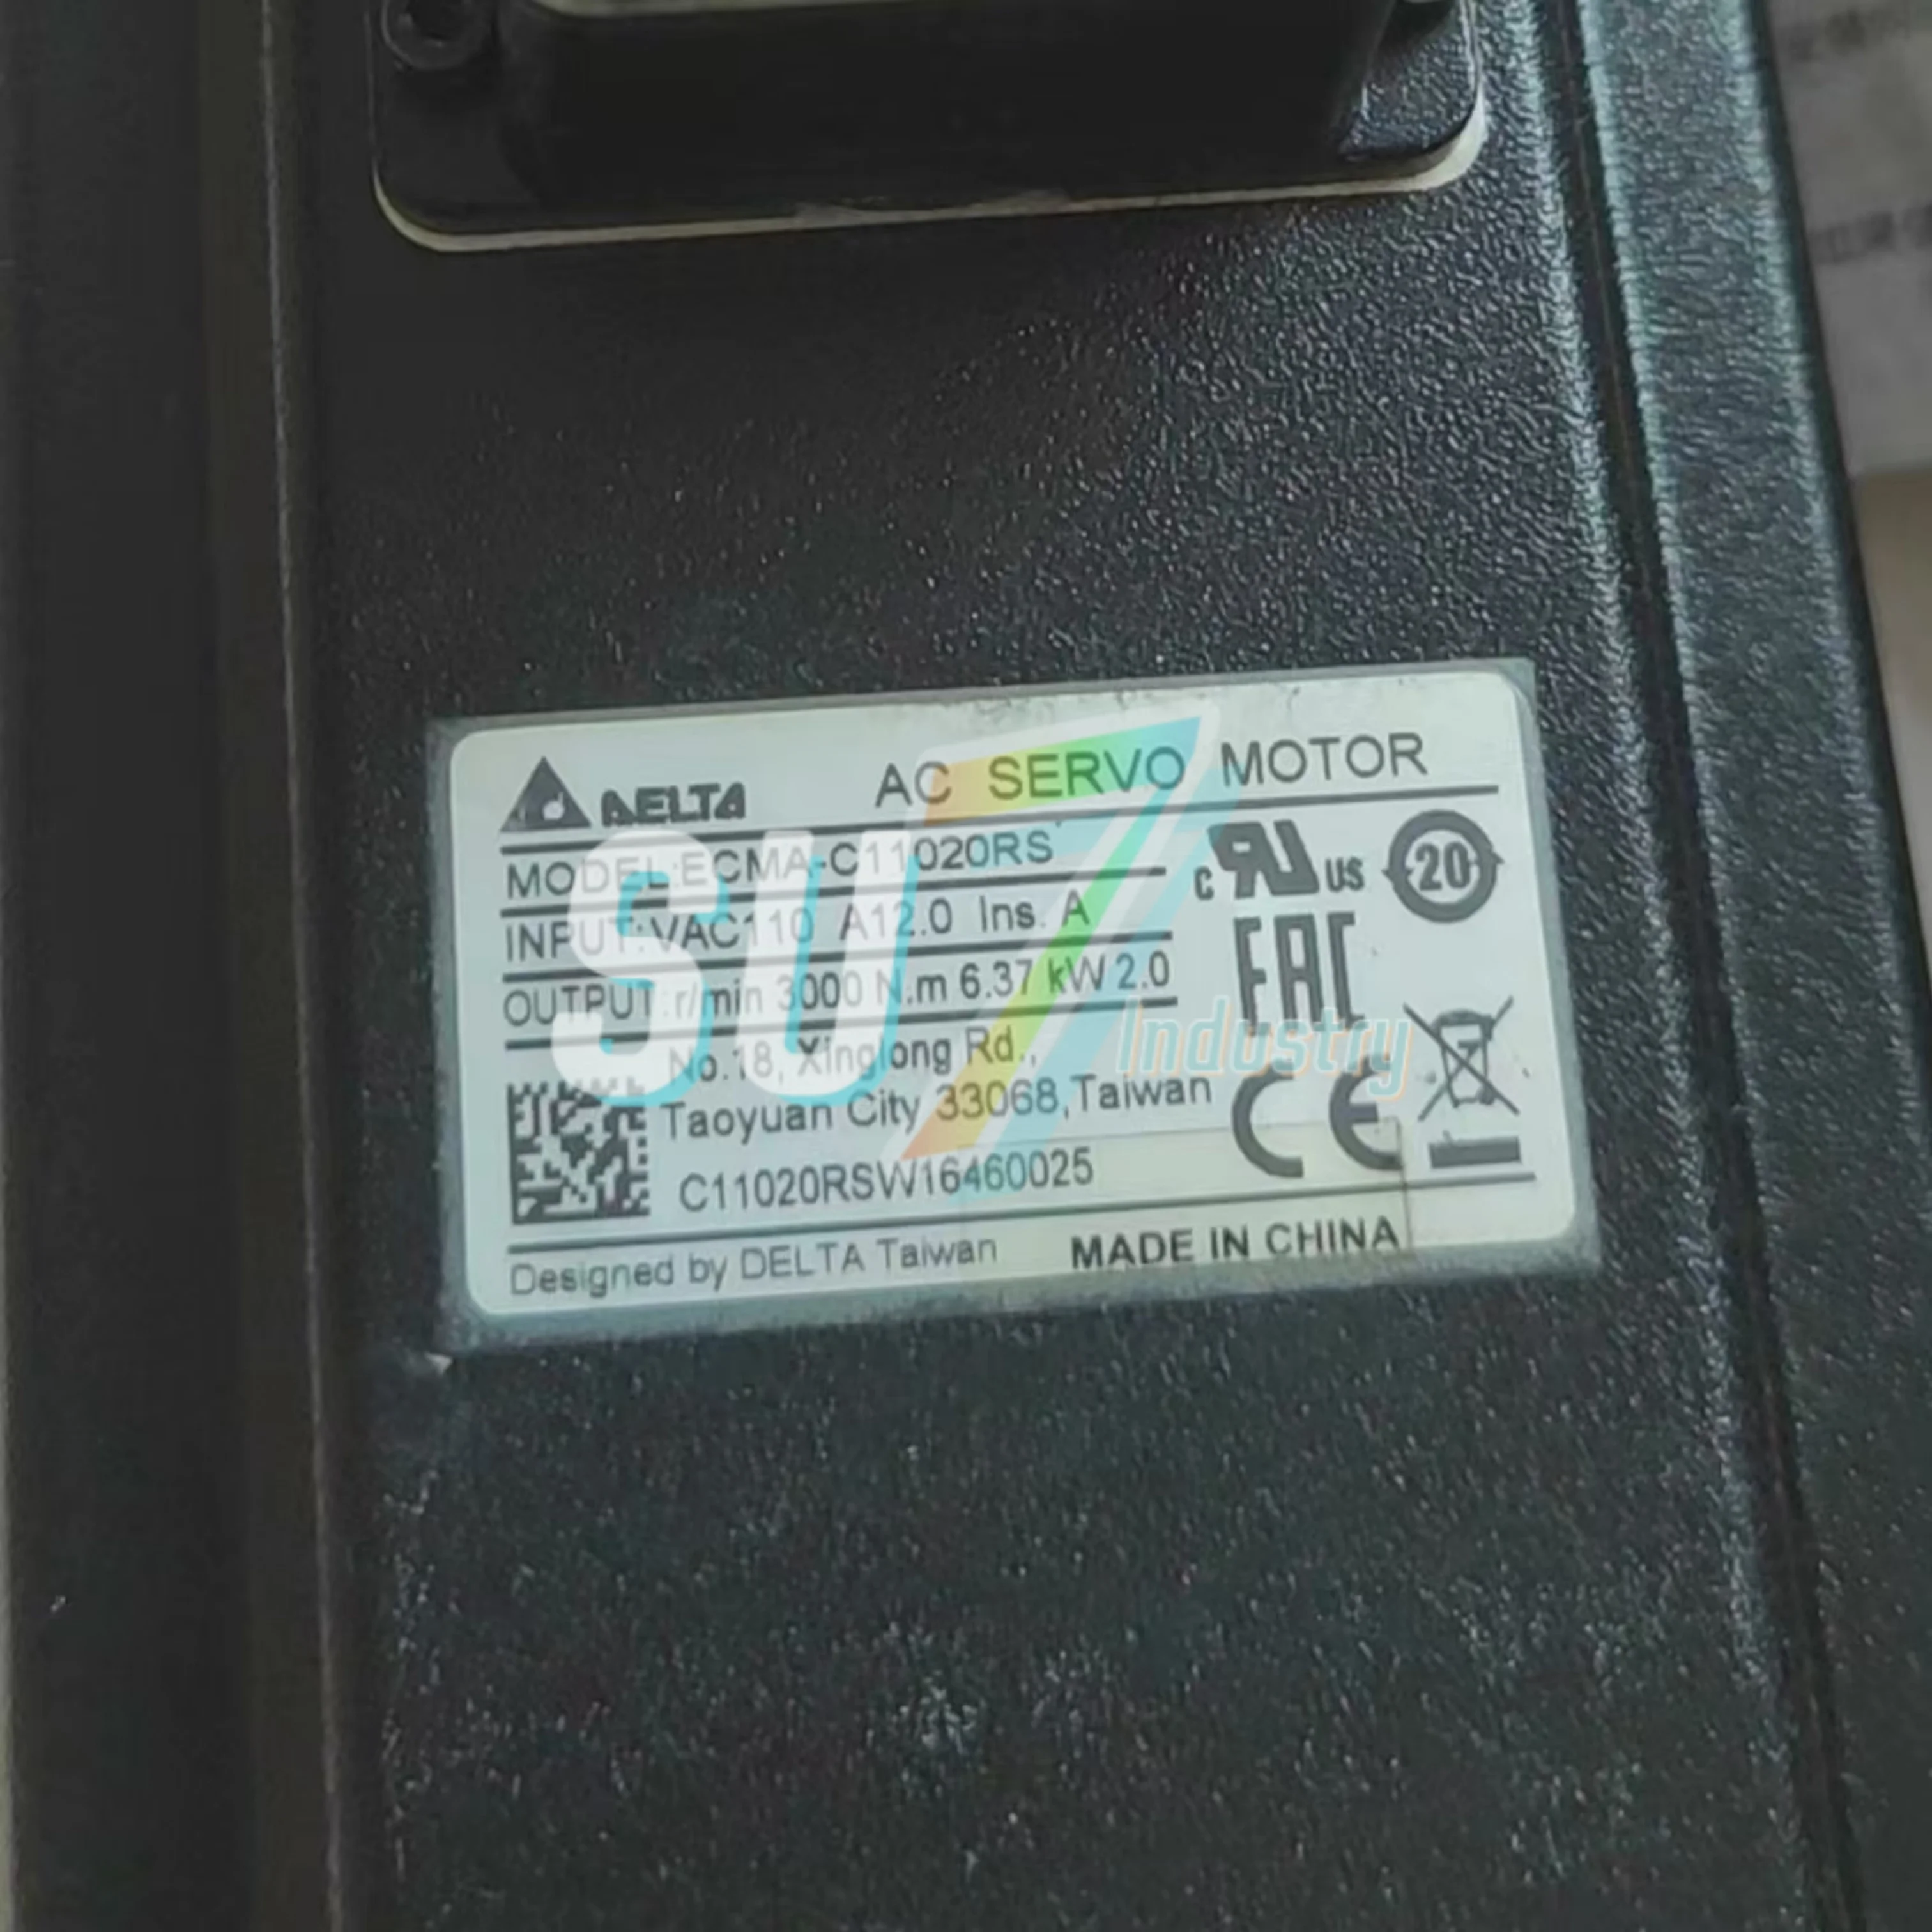 DELTA AC SERVO MOTOR
MODEL:ECMA-C11020RS
c RU US 20
INPUT:VAC110 A12.0 Ins. A
EAC
OUTPUT:r/min 3000 N.m 6.37 kW 2.0
SU7 Industry
No.18, Xinglong Rd.,
Taoyuan City 33068,Taiwan
CE
C11020RSW16460025
Designed by DELTA Taiwan MADE IN CHINA